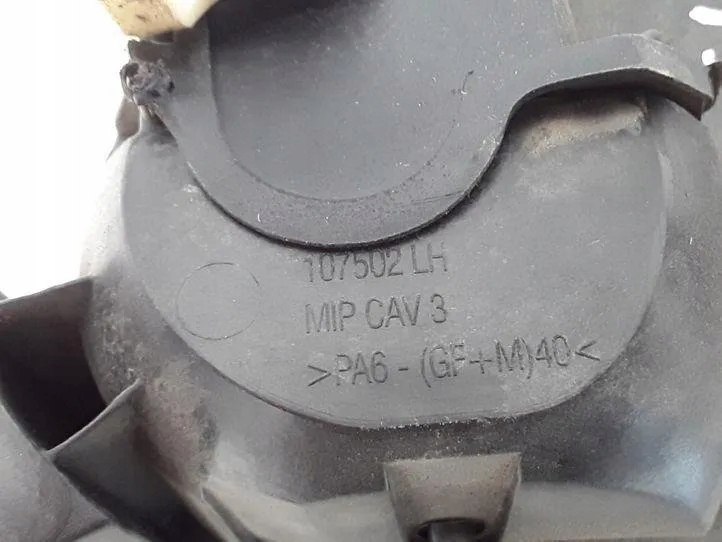 107502 LH
MIP CAV 3
>PA6 - (GF+M)40<